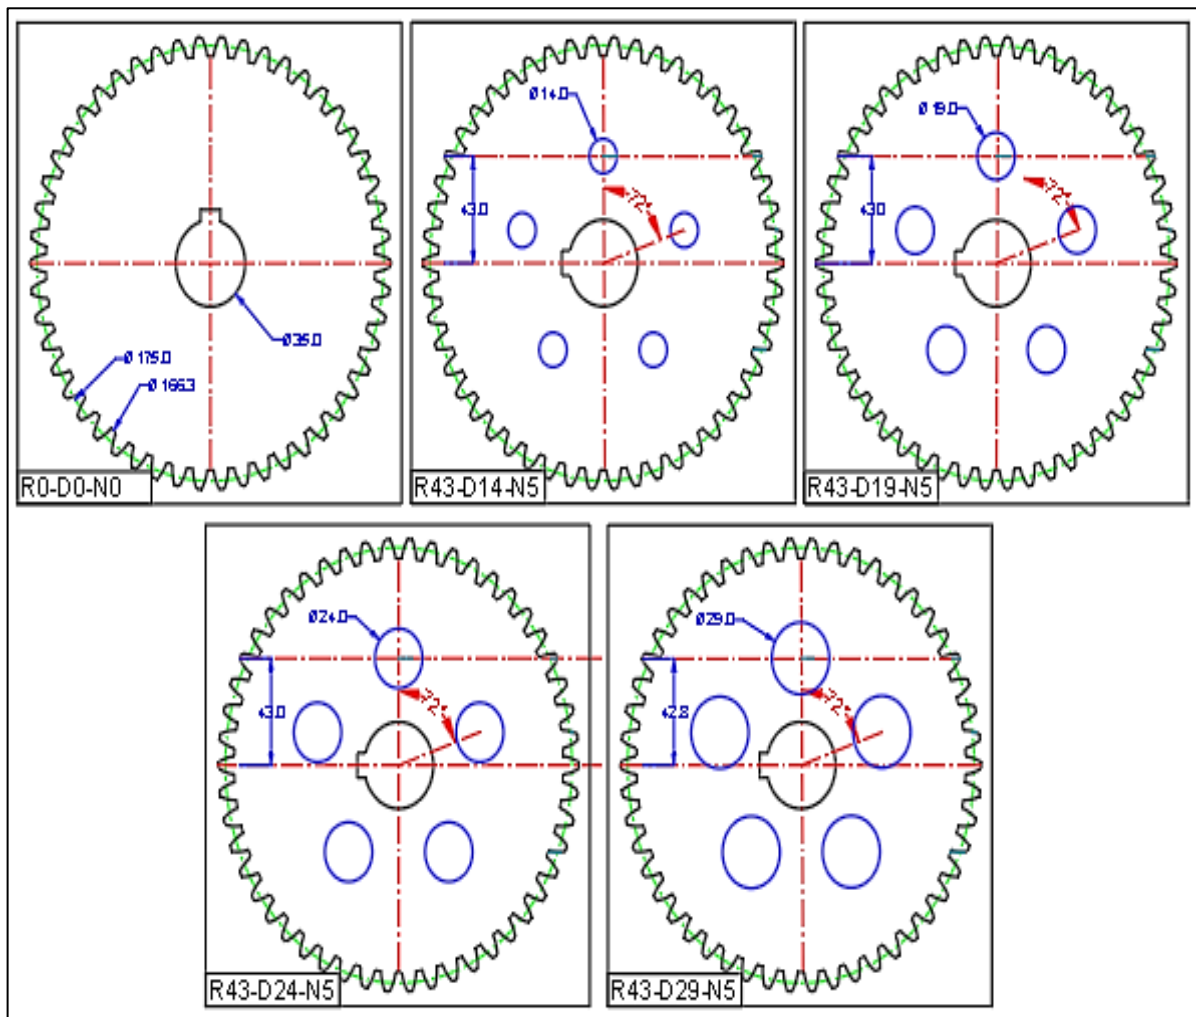 Ø35.0
Ø 175.0
Ø 166.3
R0-D0-N0
Ø14.0
43.0
72°
R43-D14-N5
Ø19.0
43.0
72°
R43-D19-N5
Ø24.0
43.0
72°
R43-D24-N5
Ø29.0
42.8
72°
R43-D29-N5